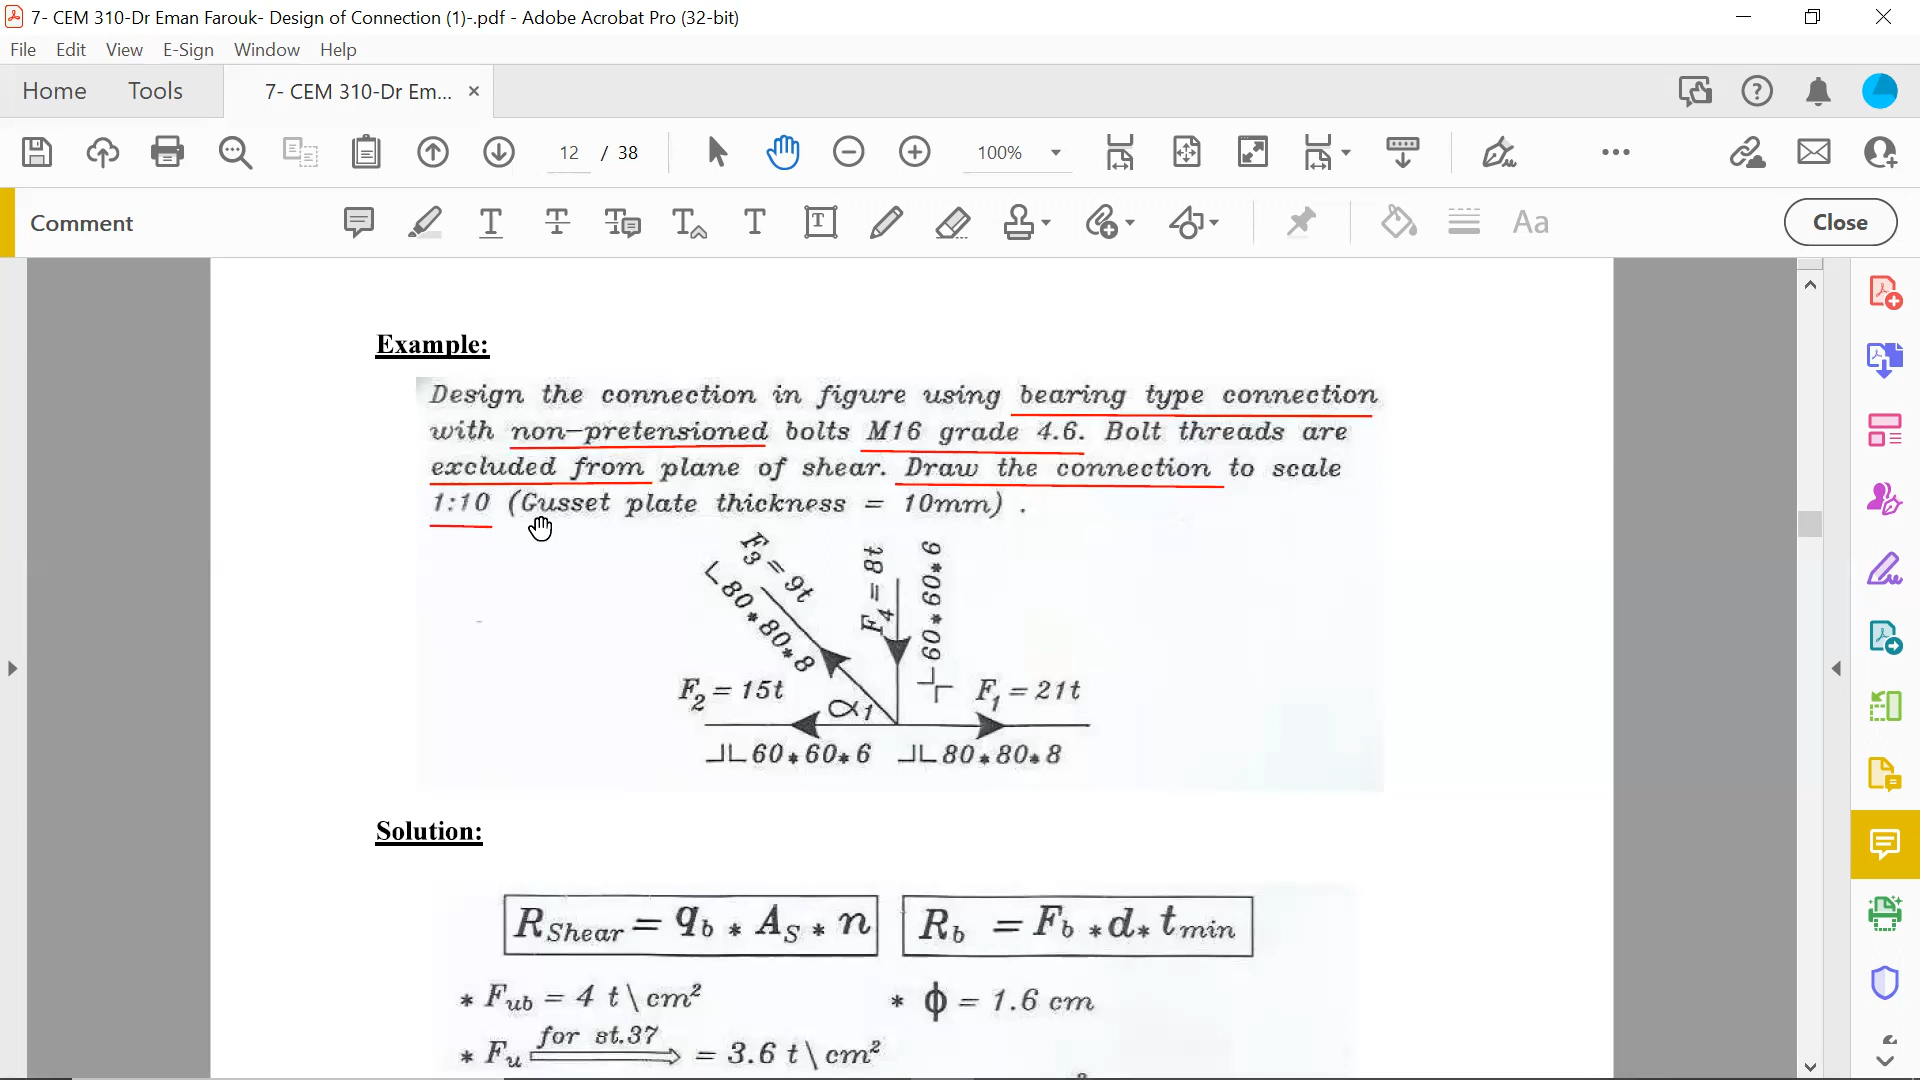 7- CEM 310-Dr Eman Farouk- Design of Connection (1)-.pdf - Adobe Acrobat Pro (32-bit)
File Edit View E-Sign Window Help
Home Tools 7- CEM 310-Dr Em... ×
12 / 38 100%
Comment Aa Close
Example:
Design the connection in figure using bearing type connection
with non-pretensioned bolts M16 grade 4.6. Bolt threads are
excluded from plane of shear. Draw the connection to scale
1:10 (Gusset plate thickness = 10mm) .
F3 = 9t
80*80*8
F4 = 8t
60*60*6
F2 = 15t
α1
F1 = 21t
60*60*6
80*80*8
Solution:
RShear = qb * AS * n
Rb = Fb *d* tmin
* Fub = 4 t\cm²
* ϕ = 1.6 cm
for st.37
* Fu = 3.6 t\cm²